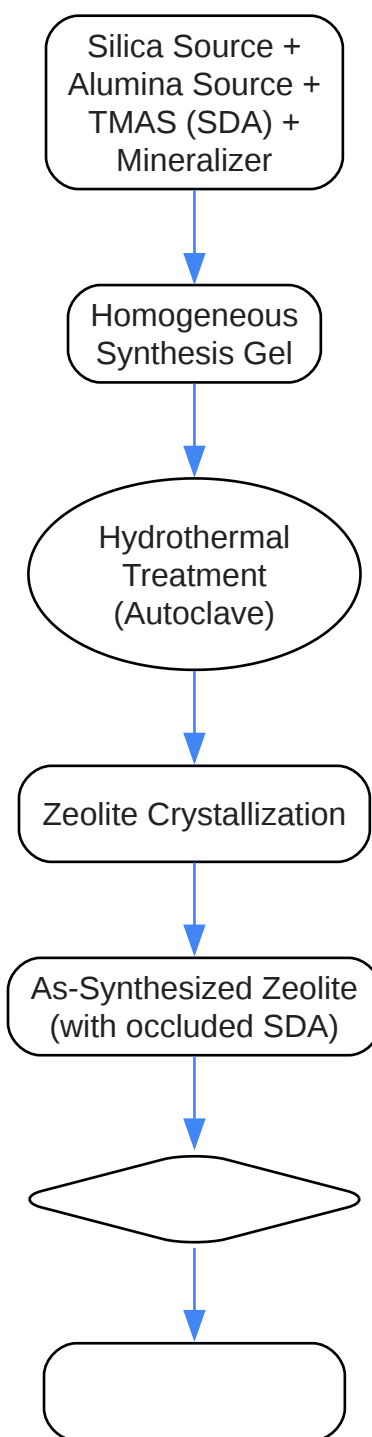 Silica Source +
Alumina Source +
TMAS (SDA) +
Mineralizer
Homogeneous
Synthesis Gel
Hydrothermal
Treatment
(Autoclave)
Zeolite Crystallization
As-Synthesized Zeolite
(with occluded SDA)